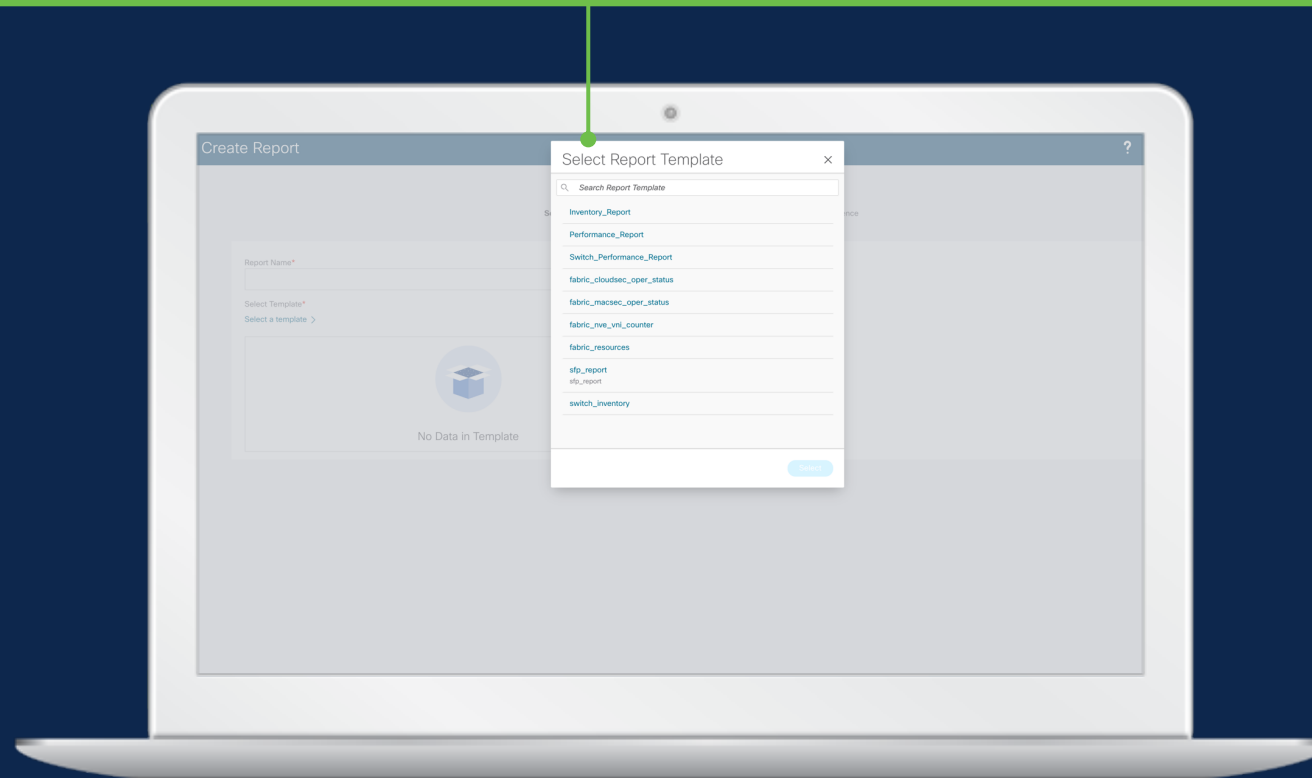 Create Report
?
Select Report Template
Search Report Template
Inventory_Report
Performance_Report
Switch_Performance_Report
fabric_cloudsec_oper_status
fabric_macsec_oper_status
fabric_nve_vni_counter
fabric_resources
sfp_report
sfp_report
switch_inventory
Select
Report Name*
Select Template*
Select a template >
No Data in Template